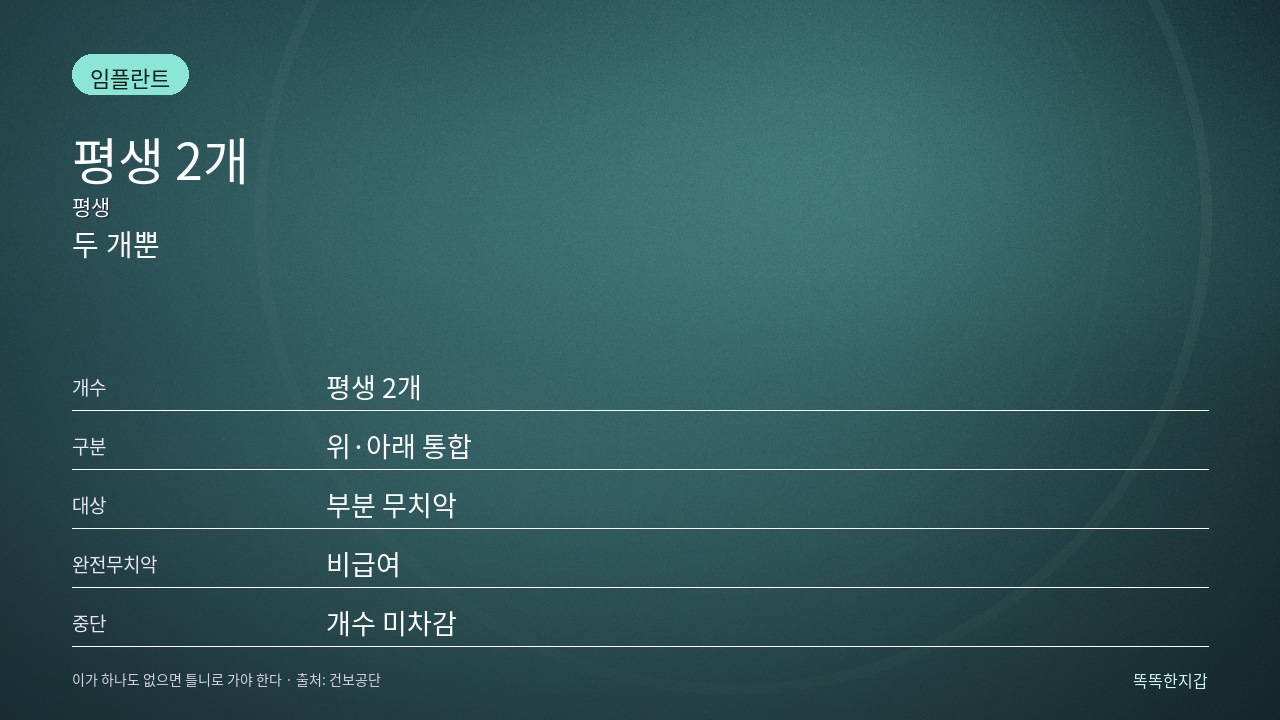 임플란트
평생 2개
평생
두 개뿐
개수 평생 2개
구분 위·아래 통합
대상 부분 무치악
완전무치악 비급여
중단 개수 미차감
이가 하나도 없으면 틀니로 가야 한다 · 출처: 건보공단
똑똑한지갑